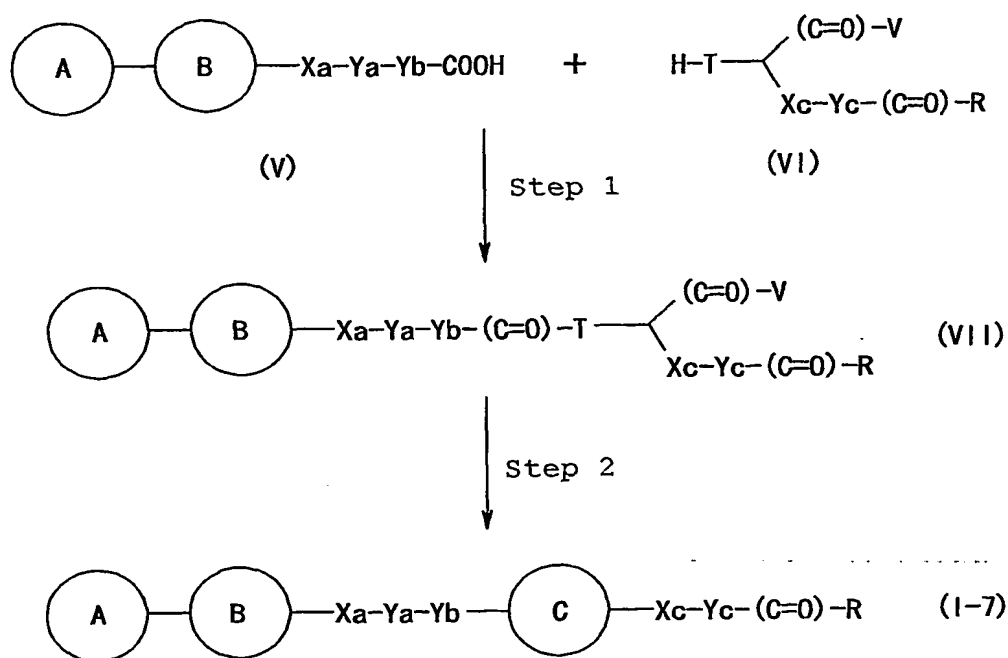 (C=O)-V
A B Xa-Ya-Yb-COOH + H-T
Xc-Yc-(C=O)-R
(V) (VI)
Step 1
(C=O)-V
A B Xa-Ya-Yb-(C=O)-T (VII)
Xc-Yc-(C=O)-R
Step 2
A B Xa-Ya-Yb C Xc-Yc-(C=O)-R (I-7)